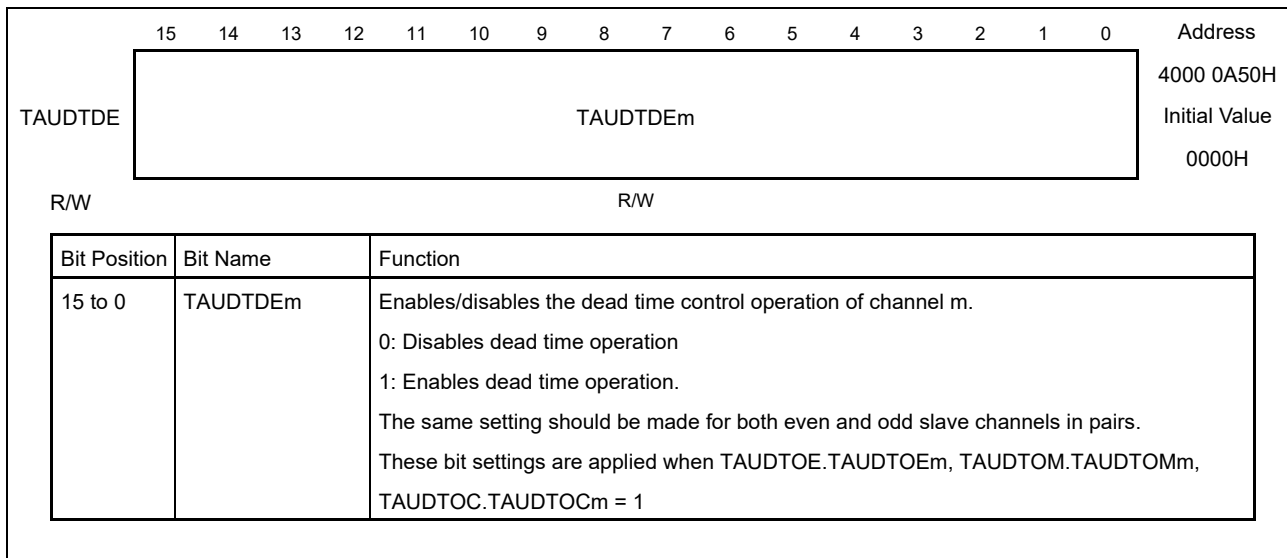 15 14 13 12 11 10 9 8 7 6 5 4 3 2 1 0 Address
4000 0A50H
TAUDTDE TAUDTDEm Initial Value
0000H
R/W R/W
Bit Position Bit Name Function
15 to 0 TAUDTDEm Enables/disables the dead time control operation of channel m.
0: Disables dead time operation
1: Enables dead time operation.
The same setting should be made for both even and odd slave channels in pairs.
These bit settings are applied when TAUDTOE.TAUDTOEm, TAUDTOM.TAUDTOMm,
TAUDTOC.TAUDTOCm = 1